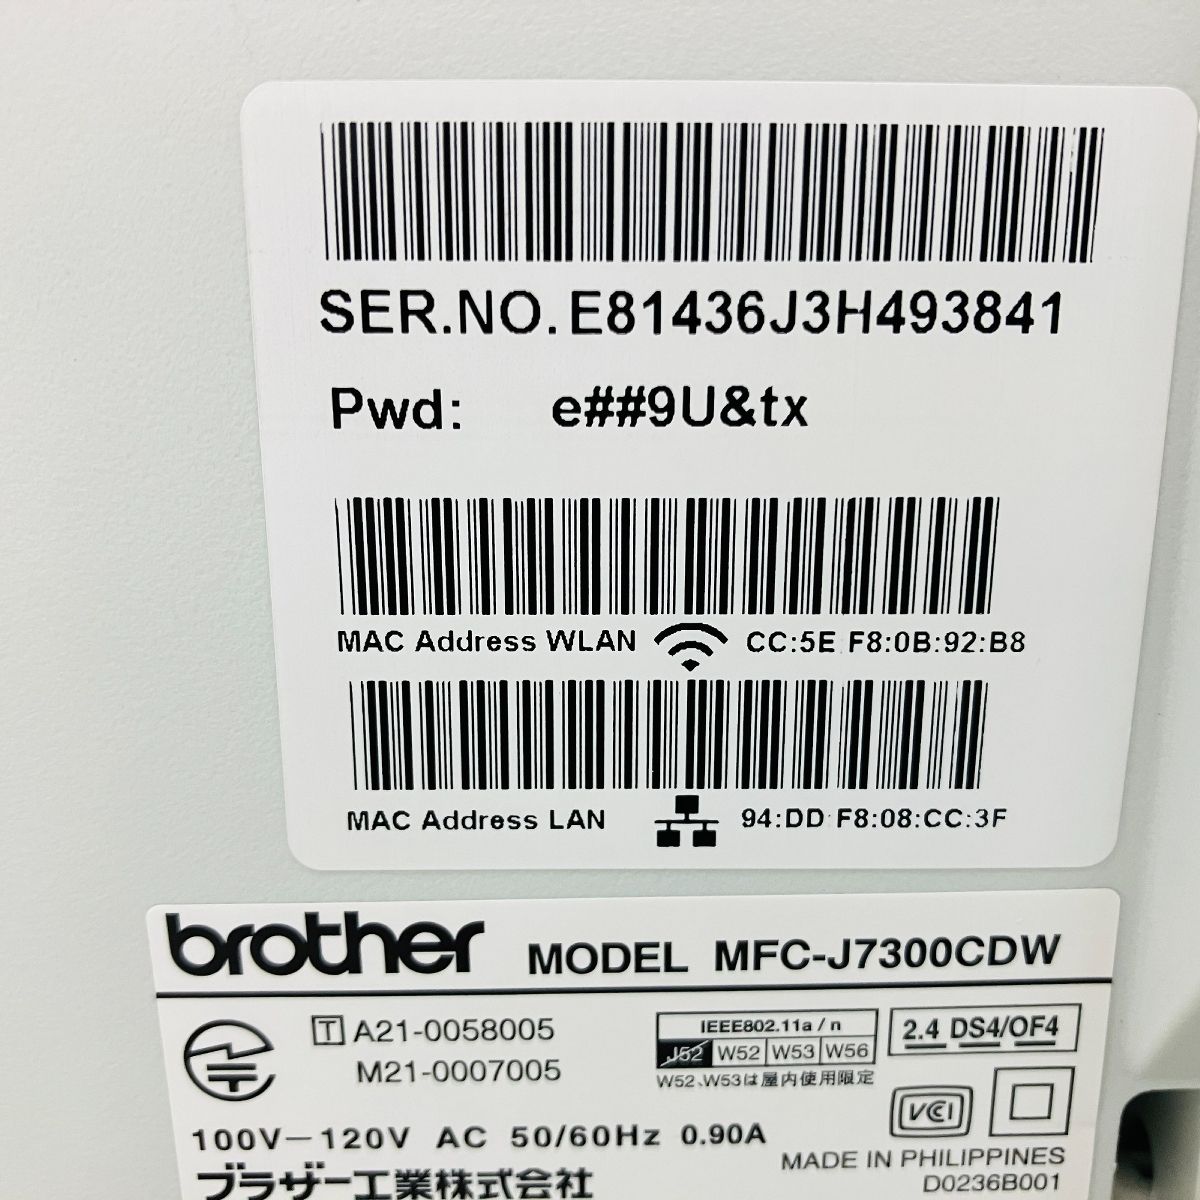 SER.NO.E81436J3H493841
Pwd: e##9U&tx
MAC Address WLAN CC:5E F8:0B:92:B8
MAC Address LAN 94:DD F8:08:CC:3F
brother MODEL MFC-J7300CDW
T A21-0058005
M21-0007005
IEEE802.11a/n
J52 W52 W53 W56
W52、W53は屋内使用限定
2.4 DS4/OF4
VCI
100V－120V AC 50/60Hz 0.90A
MADE IN PHILIPPINES
ブラザー工業株式会社
D0236B001